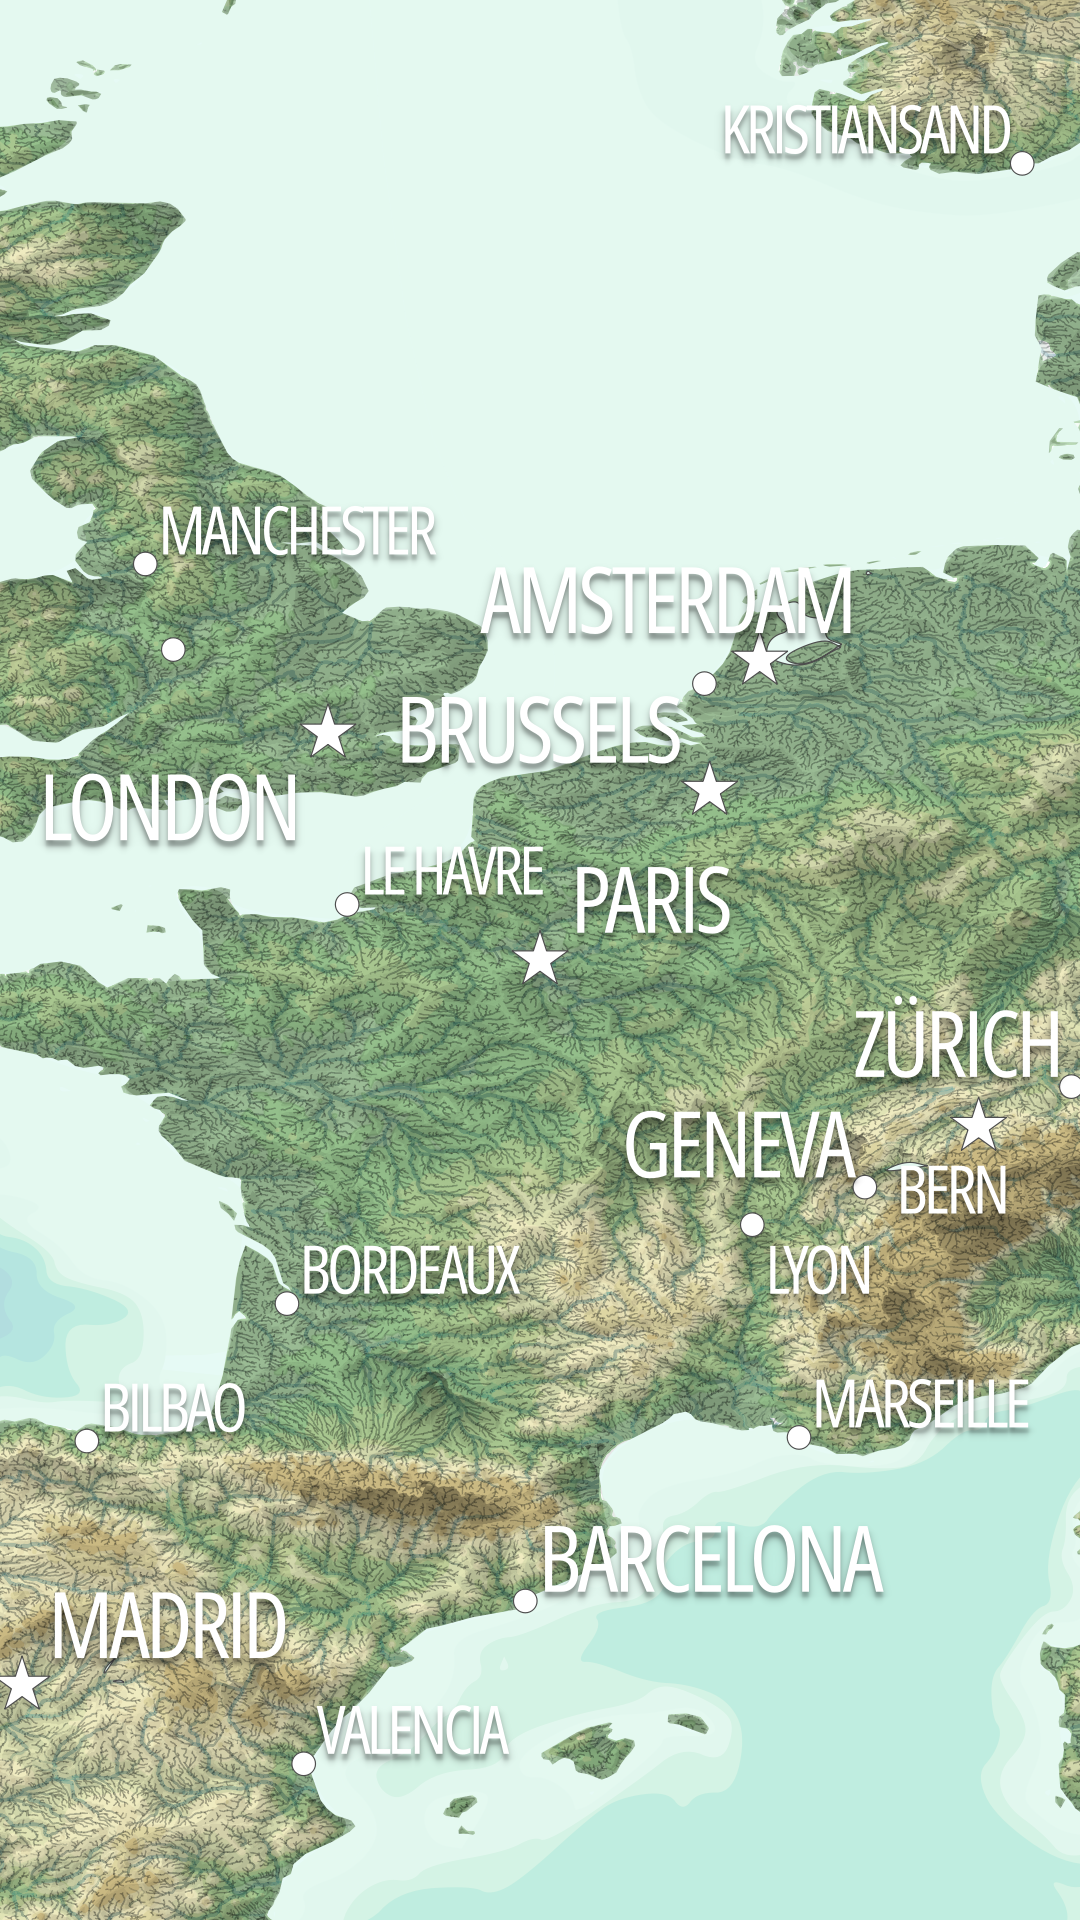 KRISTIANSAND
MANCHESTER
AMSTERDAM
BRUSSELS
LONDON
LE HAVRE
PARIS
ZÜRICH
GENEVA
BERN
BORDEAUX
LYON
BILBAO
MARSEILLE
BARCELONA
MADRID
VALENCIA